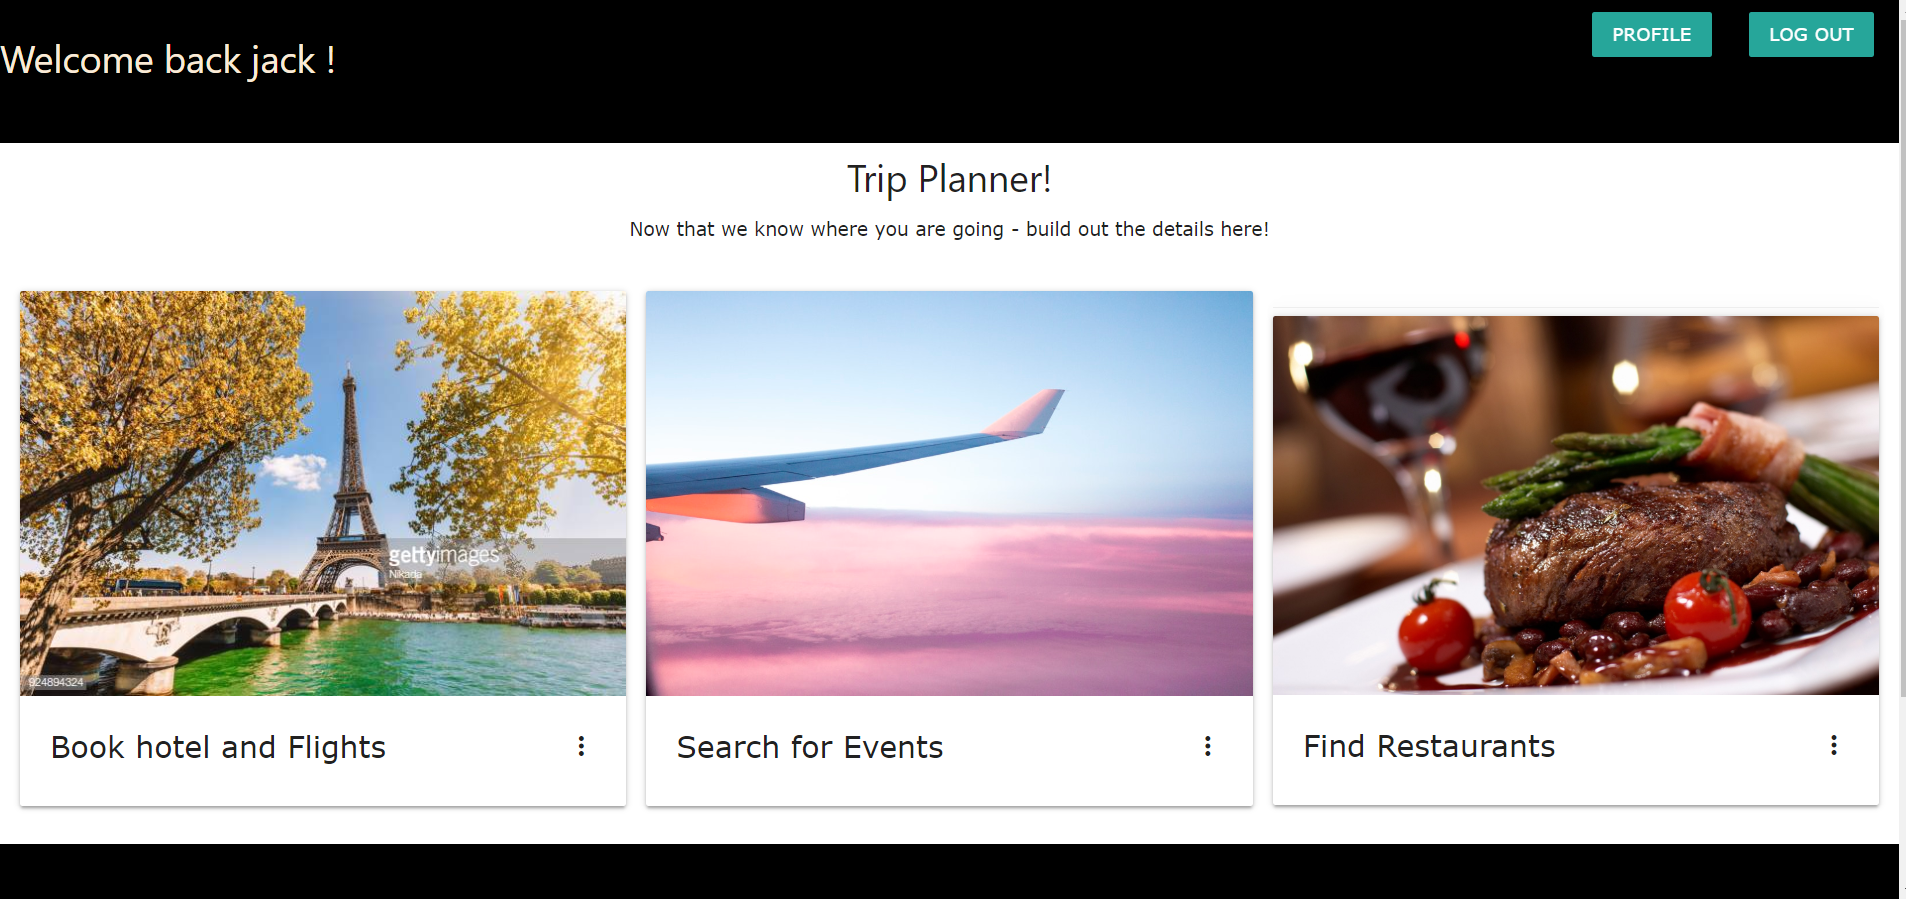 Welcome back jack !
PROFILE
LOG OUT
Trip Planner!
Now that we know where you are going - build out the details here!
gettyimages
Nikada
924894324
Book hotel and Flights
Search for Events
Find Restaurants